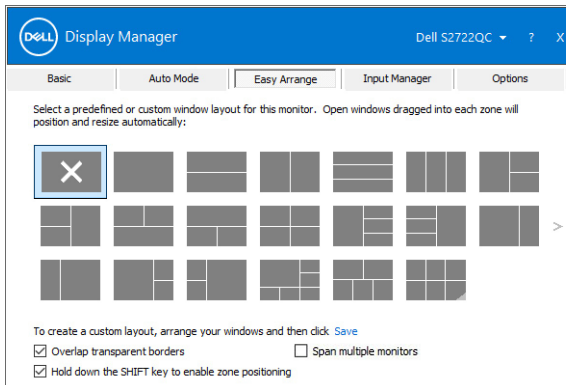 DELL Display Manager Dell S2722QC ? X
Basic Auto Mode Easy Arrange Input Manager Options
Select a predefined or custom window layout for this monitor. Open windows dragged into each zone will
position and resize automatically:
>
To create a custom layout, arrange your windows and then click Save
Overlap transparent borders Span multiple monitors
Hold down the SHIFT key to enable zone positioning